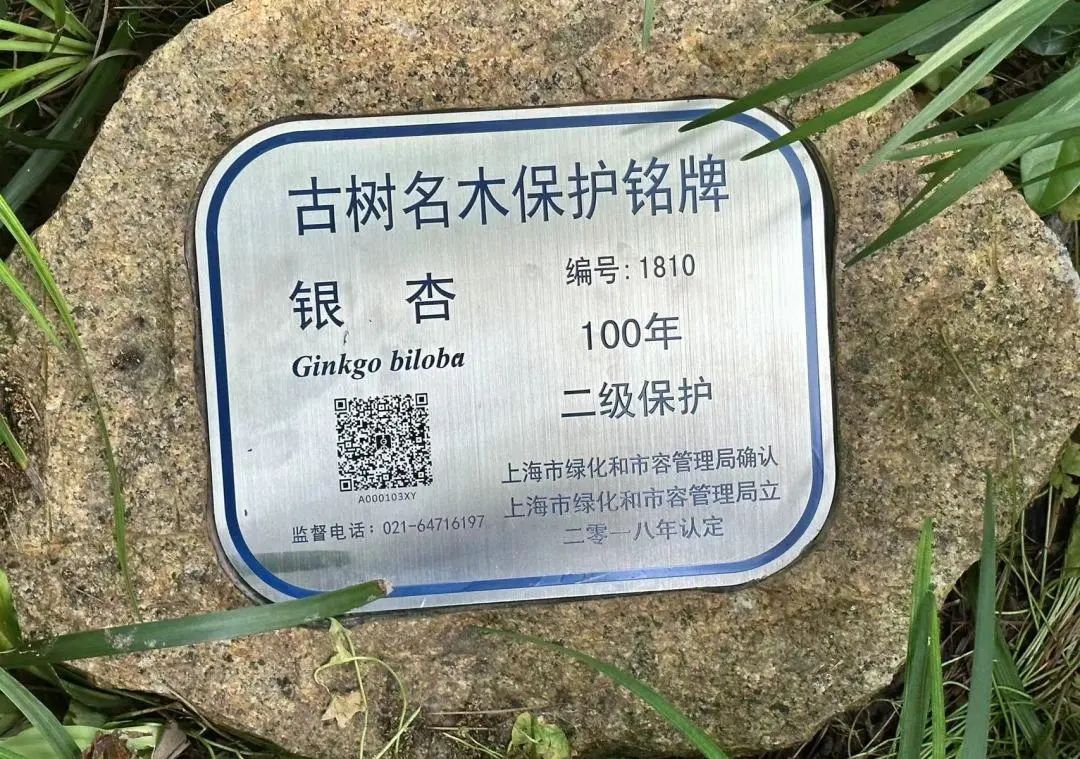 古树名木保护铭牌
银 杏
Ginkgo biloba
编号:1810
100年
二级保护
A000103XY
监督电话:021-64716197
上海市绿化和市容管理局确认
上海市绿化和市容管理局立
二零一八年认定